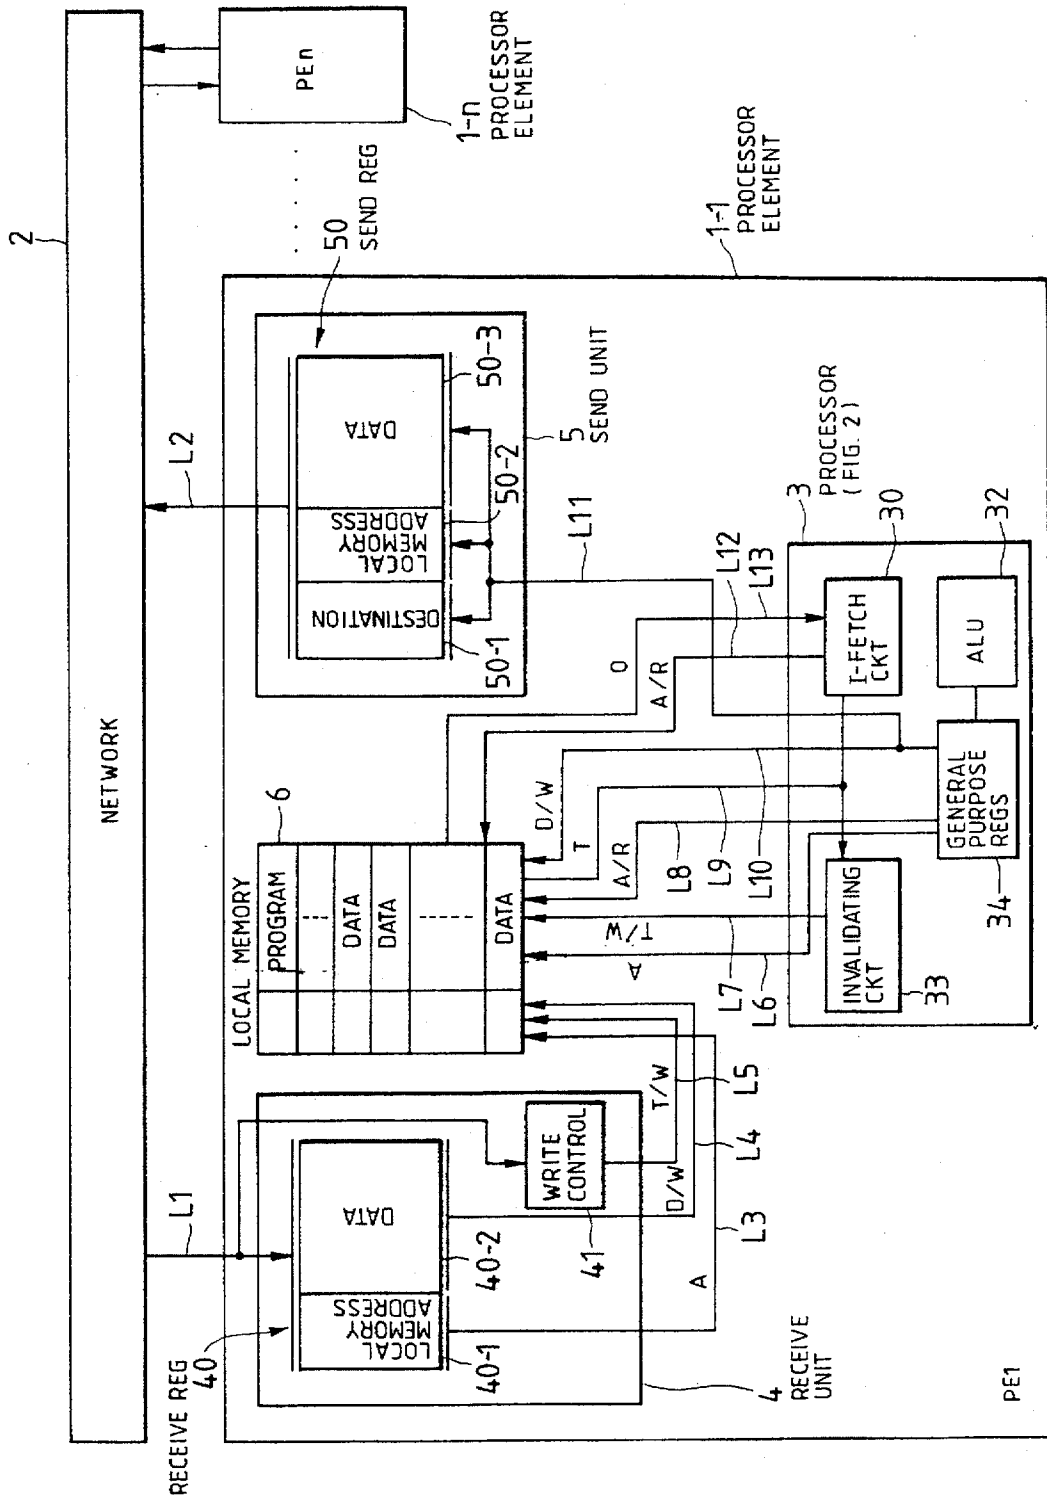 2
NETWORK
L1
L2
RECEIVE REG
40
LOCAL
MEMORY
ADDRESS
DATA
40-1
40-2
WRITE
CONTROL
41
4
RECEIVE
UNIT
LOCAL MEMORY
6
PROGRAM
DATA
DATA
DATA
50
SEND REG
DESTINATION
LOCAL
MEMORY
ADDRESS
DATA
50-1
50-2
50-3
5
SEND UNIT
PEn
1-n
PROCESSOR
ELEMENT
1-1
PROCESSOR
ELEMENT
A
D/W
T/W
L3
L4
L5
A
T/W
A/R
T
D/W
A/R
O
L6
L7
L8
L9
L10
L11
L12
L13
3
PROCESSOR
(FIG. 2)
INVALIDATING
CKT
33
GENERAL
PURPOSE
REGS
34
I-FETCH
CKT
30
ALU
32
PE1